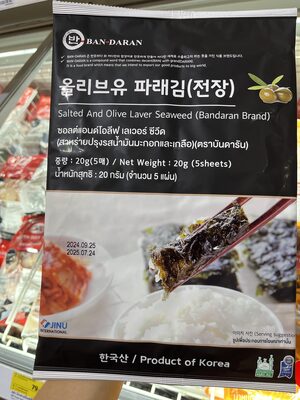 반 BAN•DARAN
올리브유 파래김(전장)
Salted And Olive Laver Seaweed (Bandaran Brand)
ซอลต์แอนด์โอลีฟ เลเวอร์ ซีวีด
(สาหร่ายปรุงรสน้ำมันมะกอกและเกลือ)(ตราบันดารัน)
중량 : 20g(5매) / Net Weight : 20g (5sheets)
น้ำหนักสุทธิ : 20 กรัม (จำนวน 5 แผ่น)
2024.09.25
2025.07.24
JINU
INTERNATIONAL
(Serving Suggestion)
한국산 / Product of Korea
79